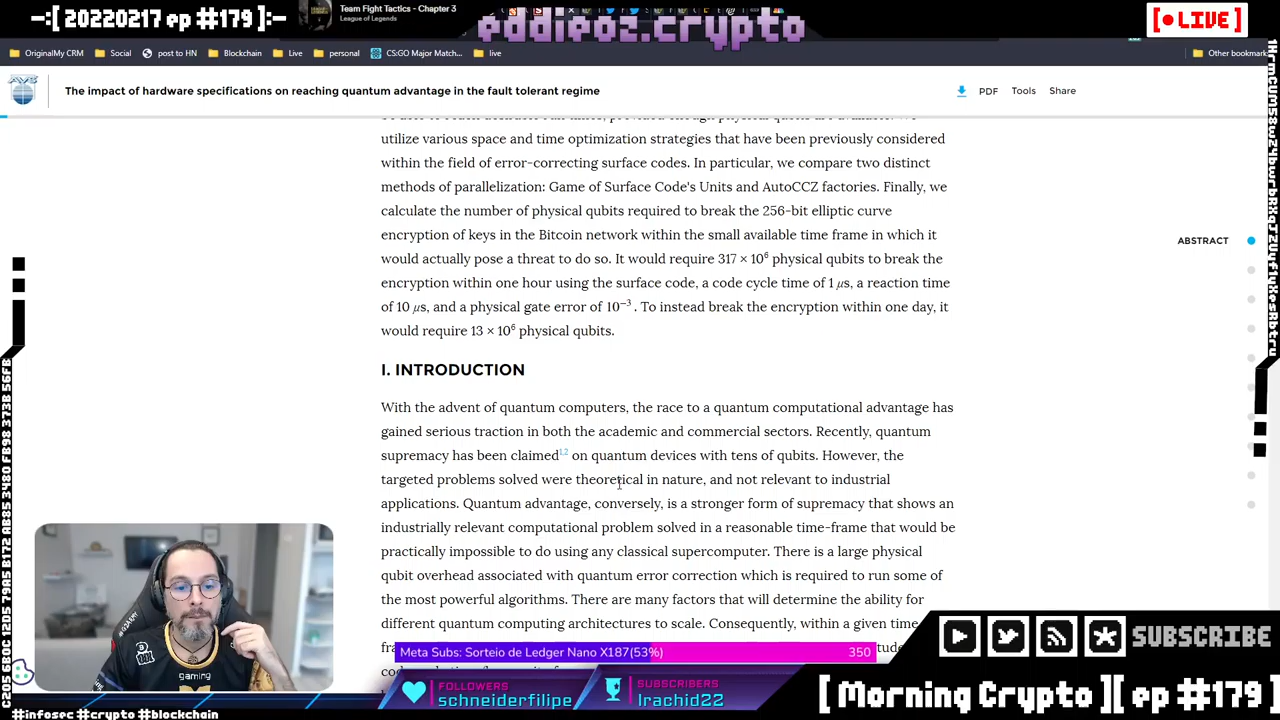 -:[ 20220217 ep #179 ]:-
Team Fight Tactics - Chapter 3
League of Legends
eddieoz.crypto
[ ● LIVE ]
OriginalMy CRM
Social
post to HN
Blockchain
Live
personal
CS:GO Major Match...
live
Other bookmark
The impact of hardware specifications on reaching quantum advantage in the fault tolerant regime
PDF
Tools
Share
utilize various space and time optimization strategies that have been previously considered
within the field of error-correcting surface codes. In particular, we compare two distinct
methods of parallelization: Game of Surface Code's Units and AutoCCZ factories. Finally, we
calculate the number of physical qubits required to break the 256-bit elliptic curve
encryption of keys in the Bitcoin network within the small available time frame in which it
would actually pose a threat to do so. It would require 317 × 10⁶ physical qubits to break the
encryption within one hour using the surface code, a code cycle time of 1 μs, a reaction time
of 10 μs, and a physical gate error of 10⁻³. To instead break the encryption within one day, it
would require 13 × 10⁶ physical qubits.
ABSTRACT
I. INTRODUCTION
With the advent of quantum computers, the race to a quantum computational advantage has
gained serious traction in both the academic and commercial sectors. Recently, quantum
supremacy has been claimed¹,² on quantum devices with tens of qubits. However, the
targeted problems solved were theoretical in nature, and not relevant to industrial
applications. Quantum advantage, conversely, is a stronger form of supremacy that shows an
industrially relevant computational problem solved in a reasonable time-frame that would be
practically impossible to do using any classical supercomputer. There is a large physical
qubit overhead associated with quantum error correction which is required to run some of
the most powerful algorithms. There are many factors that will determine the ability for
different quantum computing architectures to scale. Consequently, within a given time
Meta Subs: Sorteio de Ledger Nano X187(53%)
350
FOLLOWERS
schneiderfilipe
SUBSCRIBERS
lrachid22
SUBSCRIBE
[ Morning Crypto ][ ep #179 ]
#infosec #crypto #blockchain